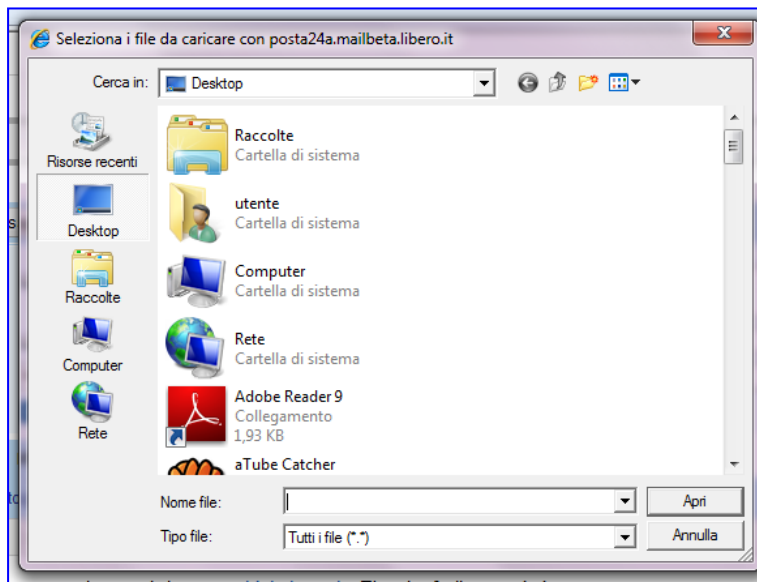 Seleziona i file da caricare con posta24a.mailbeta.libero.it
Cerca in:
Desktop
Risorse recenti
Desktop
Raccolte
Computer
Rete
Raccolte
Cartella di sistema
utente
Cartella di sistema
Computer
Cartella di sistema
Rete
Cartella di sistema
Adobe Reader 9
Collegamento
1,93 KB
aTube Catcher
Nome file:
Apri
Tipo file:
Tutti i file (*.*)
Annulla